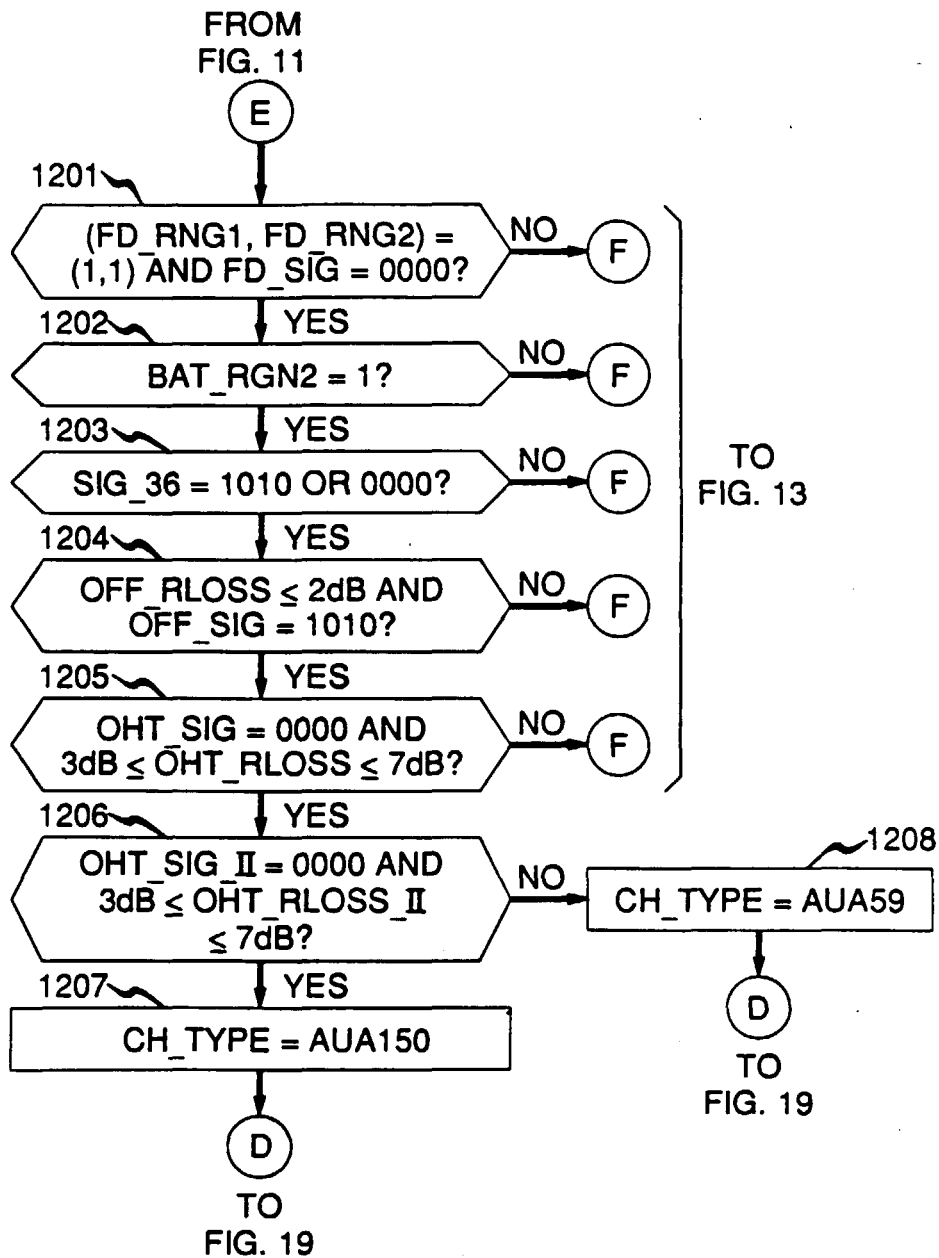 FROM
FIG. 11
E
1201
(FD_RNG1, FD_RNG2) =
(1,1) AND FD_SIG = 0000?
NO
F
YES
1202
BAT_RGN2 = 1?
NO
F
YES
1203
SIG_36 = 1010 OR 0000?
NO
F
TO
FIG. 13
YES
1204
OFF_RLOSS ≤ 2dB AND
OFF_SIG = 1010?
NO
F
YES
1205
OHT_SIG = 0000 AND
3dB ≤ OHT_RLOSS ≤ 7dB?
NO
F
YES
1206
OHT_SIG_II = 0000 AND
3dB ≤ OHT_RLOSS_II
≤ 7dB?
NO
1208
CH_TYPE = AUA59
D
TO
FIG. 19
YES
1207
CH_TYPE = AUA150
D
TO
FIG. 19